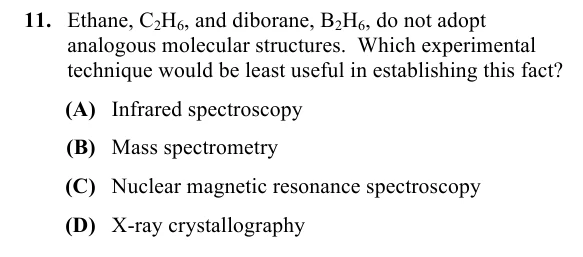 11. Ethane, C₂H₆, and diborane, B₂H₆, do not adopt
analogous molecular structures. Which experimental
technique would be least useful in establishing this fact?
(A) Infrared spectroscopy
(B) Mass spectrometry
(C) Nuclear magnetic resonance spectroscopy
(D) X-ray crystallography